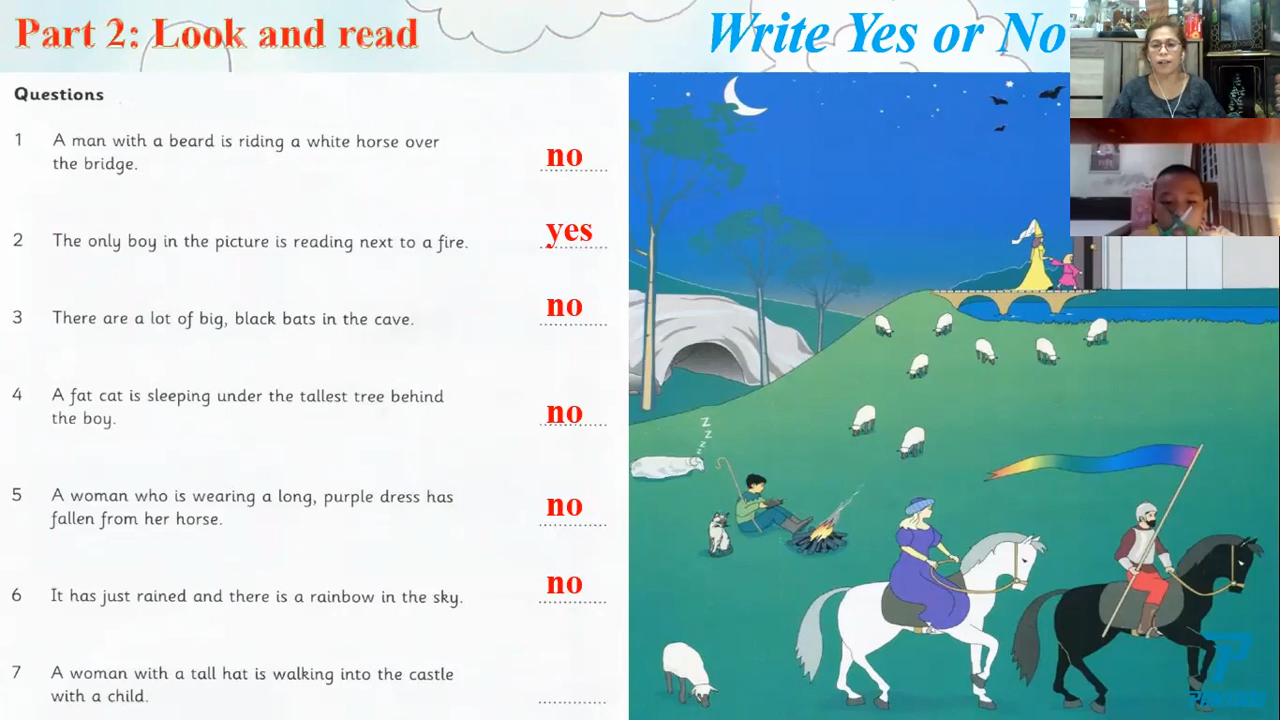 Part 2: Look and read
Write Yes or No
Questions
1 A man with a beard is riding a white horse over
the bridge.
no
2 The only boy in the picture is reading next to a fire.
yes
3 There are a lot of big, black bats in the cave.
no
4 A fat cat is sleeping under the tallest tree behind
the boy.
no
5 A woman who is wearing a long, purple dress has
fallen from her horse.
no
6 It has just rained and there is a rainbow in the sky.
no
7 A woman with a tall hat is walking into the castle
with a child.
Z
Z
Z
Z